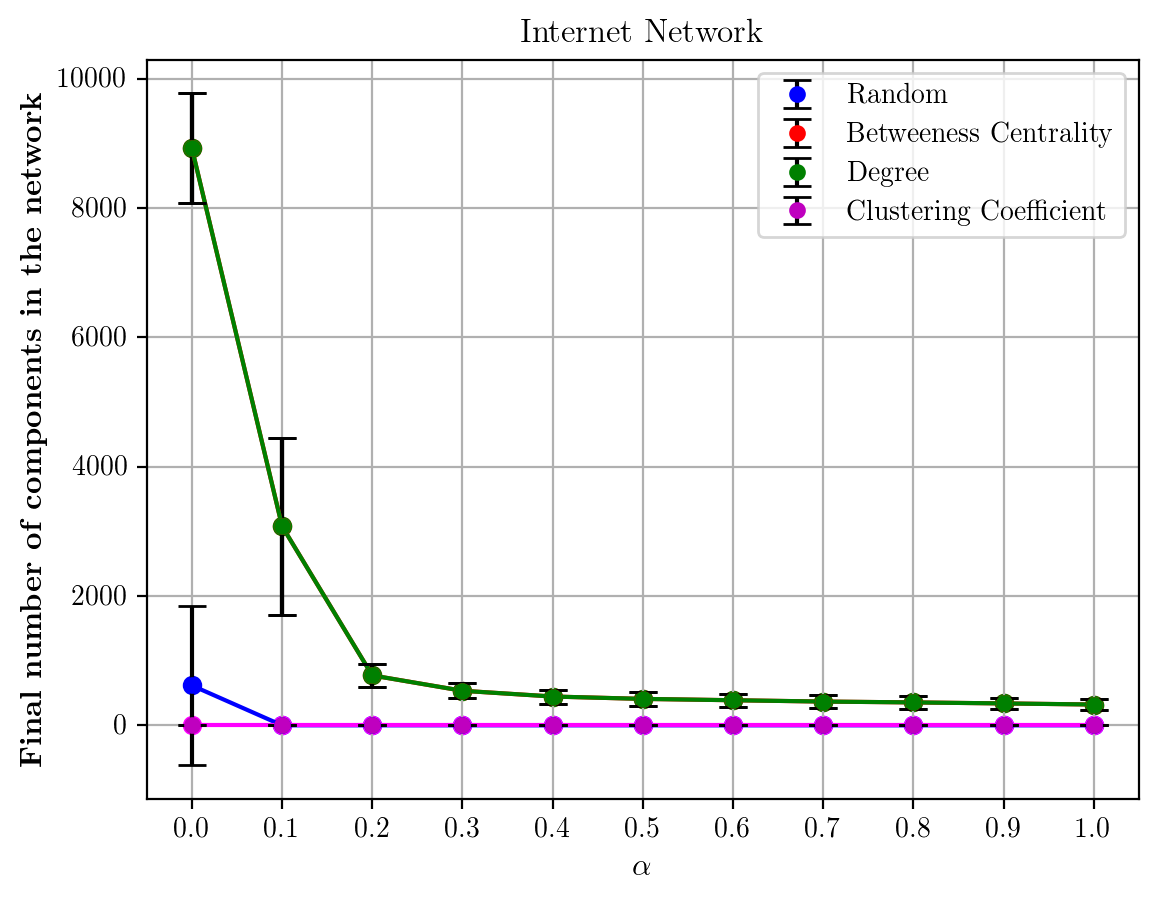 Internet Network
Final number of components in the network
10000
8000
6000
4000
2000
0
Random
Betweeness Centrality
Degree
Clustering Coefficient
0.0 0.1 0.2 0.3 0.4 0.5 0.6 0.7 0.8 0.9 1.0
α